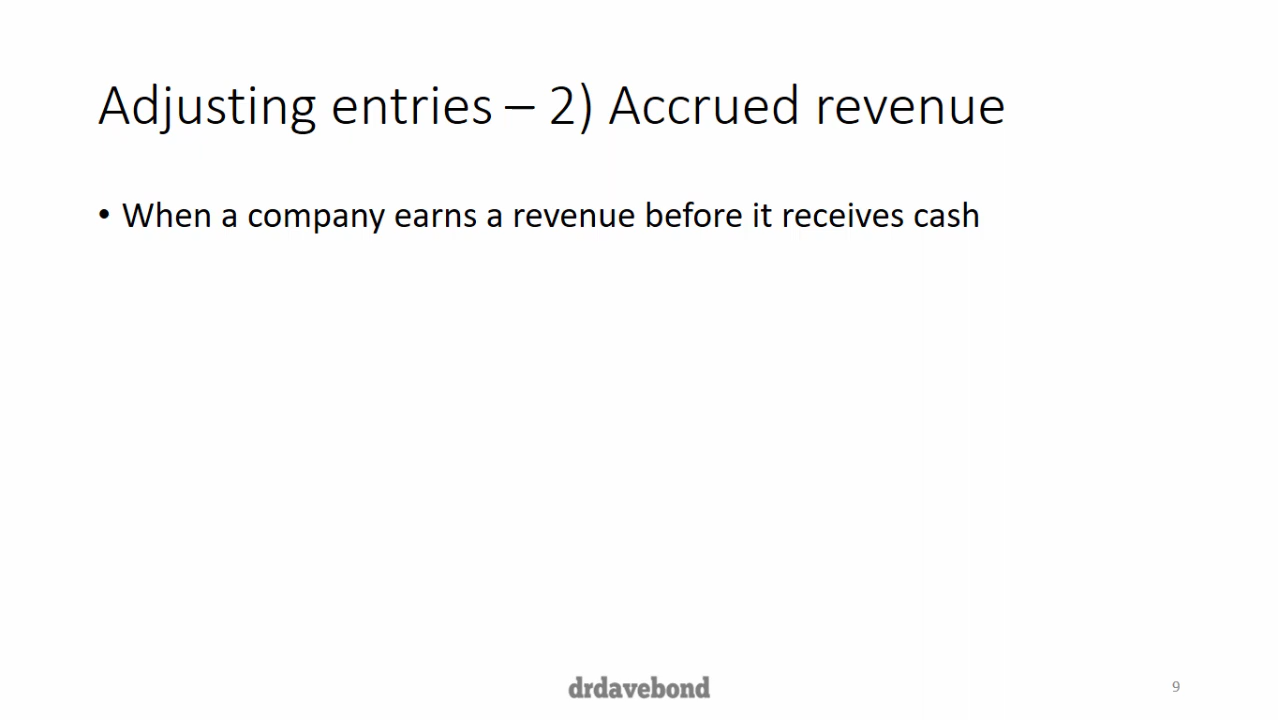 Adjusting entries – 2) Accrued revenue
• When a company earns a revenue before it receives cash
drdavebond
9